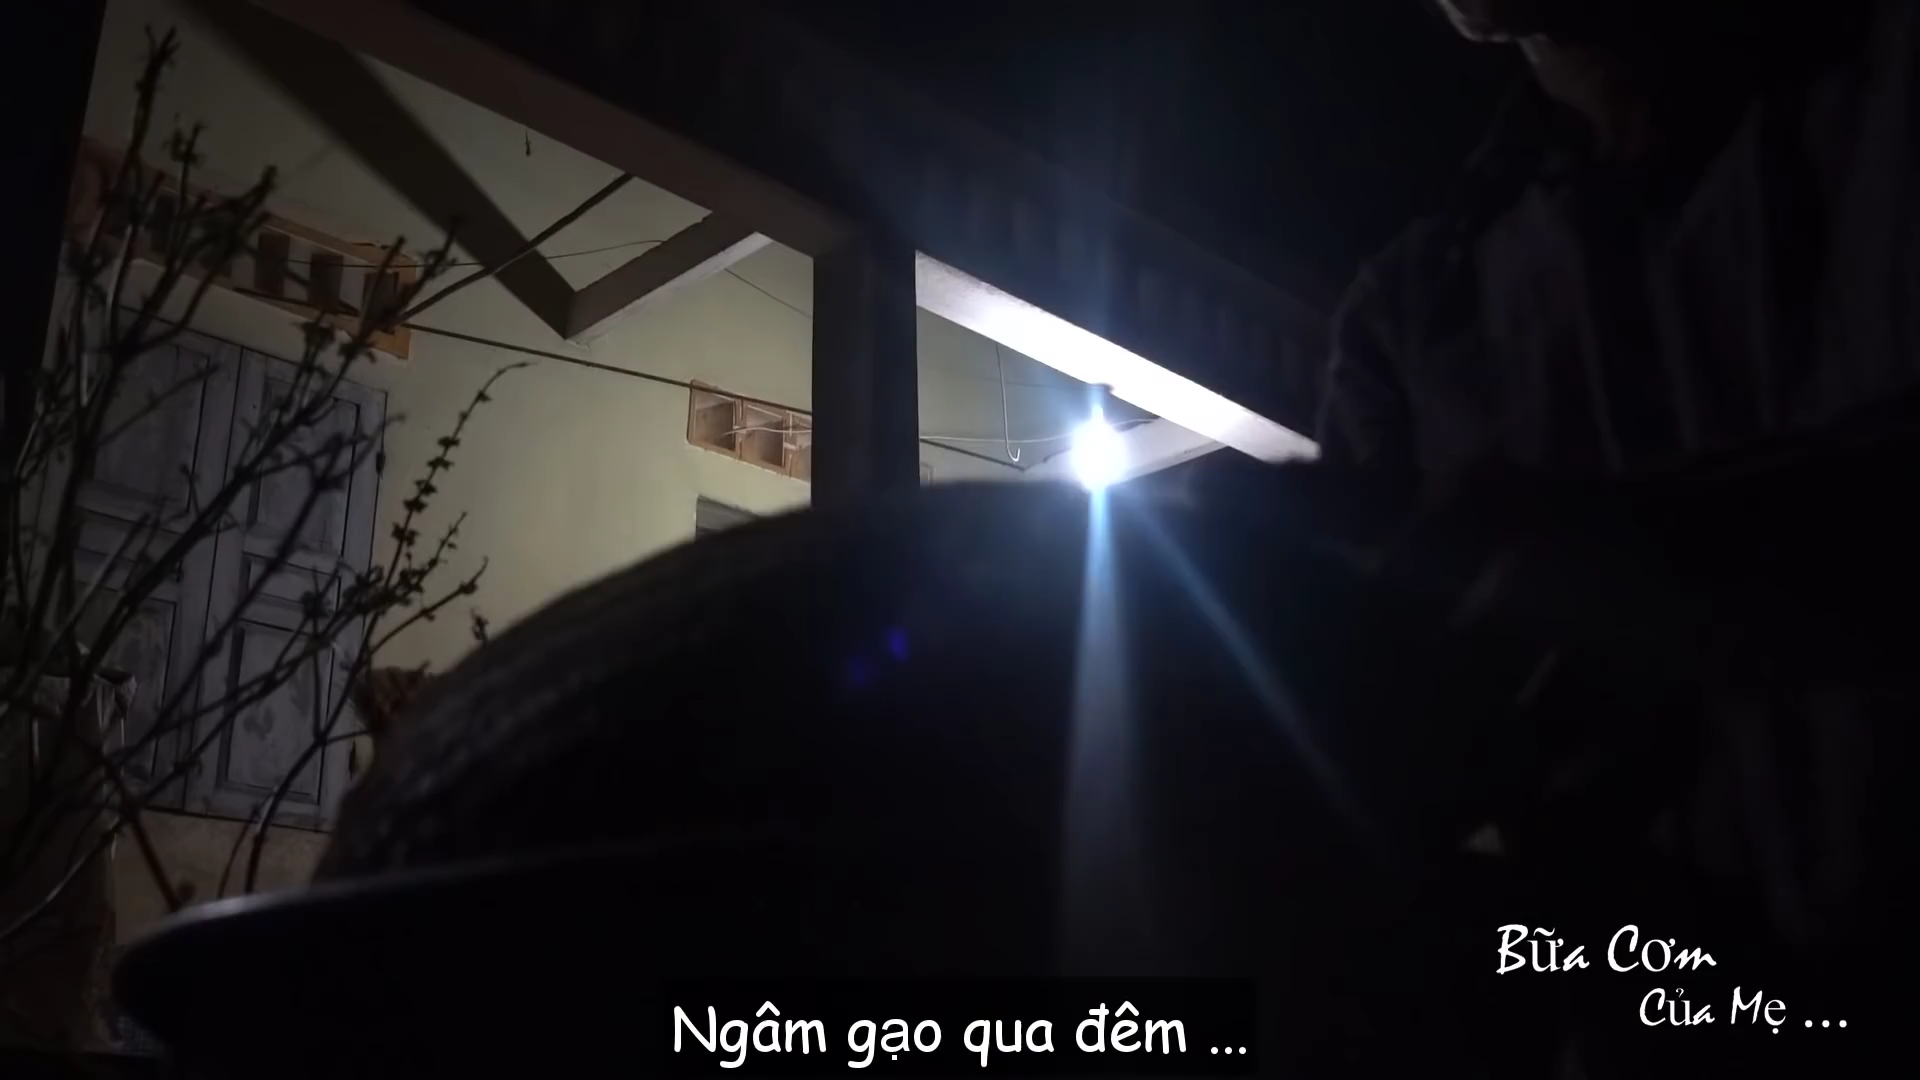 Bữa Cơm
Của Mẹ ...
Ngâm gạo qua đêm ...